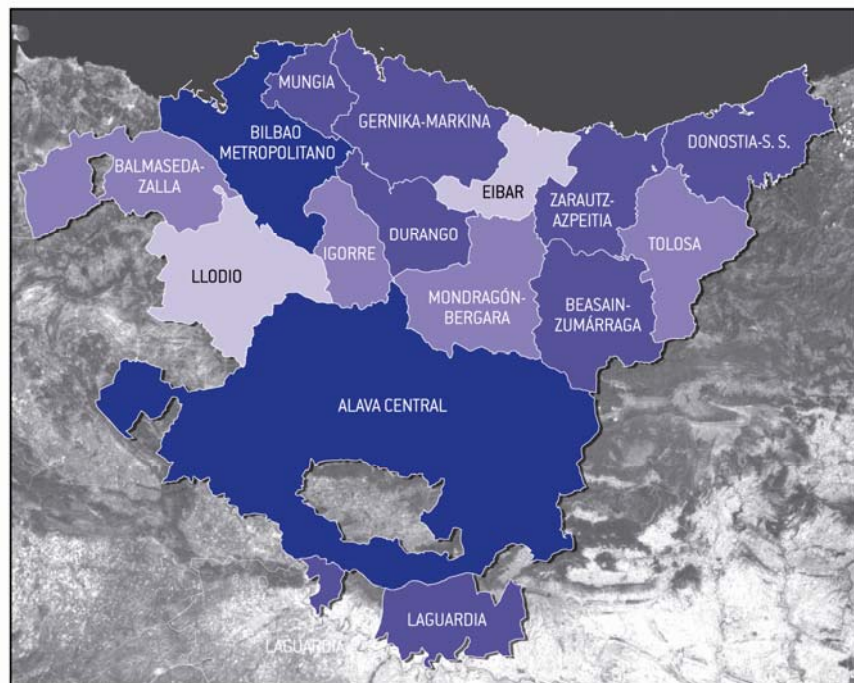 MUNGIA
GERNIKA-MARKINA
BILBAO
METROPOLITANO
DONOSTIA-S. S.
BALMASEDA-
ZALLA
EIBAR
ZARAUTZ-
AZPEITIA
DURANGO
TOLOSA
IGORRE
LLODIO
MONDRAGÓN-
BERGARA
BEASAIN-
ZUMÁRRAGA
ALAVA CENTRAL
LAGUARDIA
LAGUARDIA